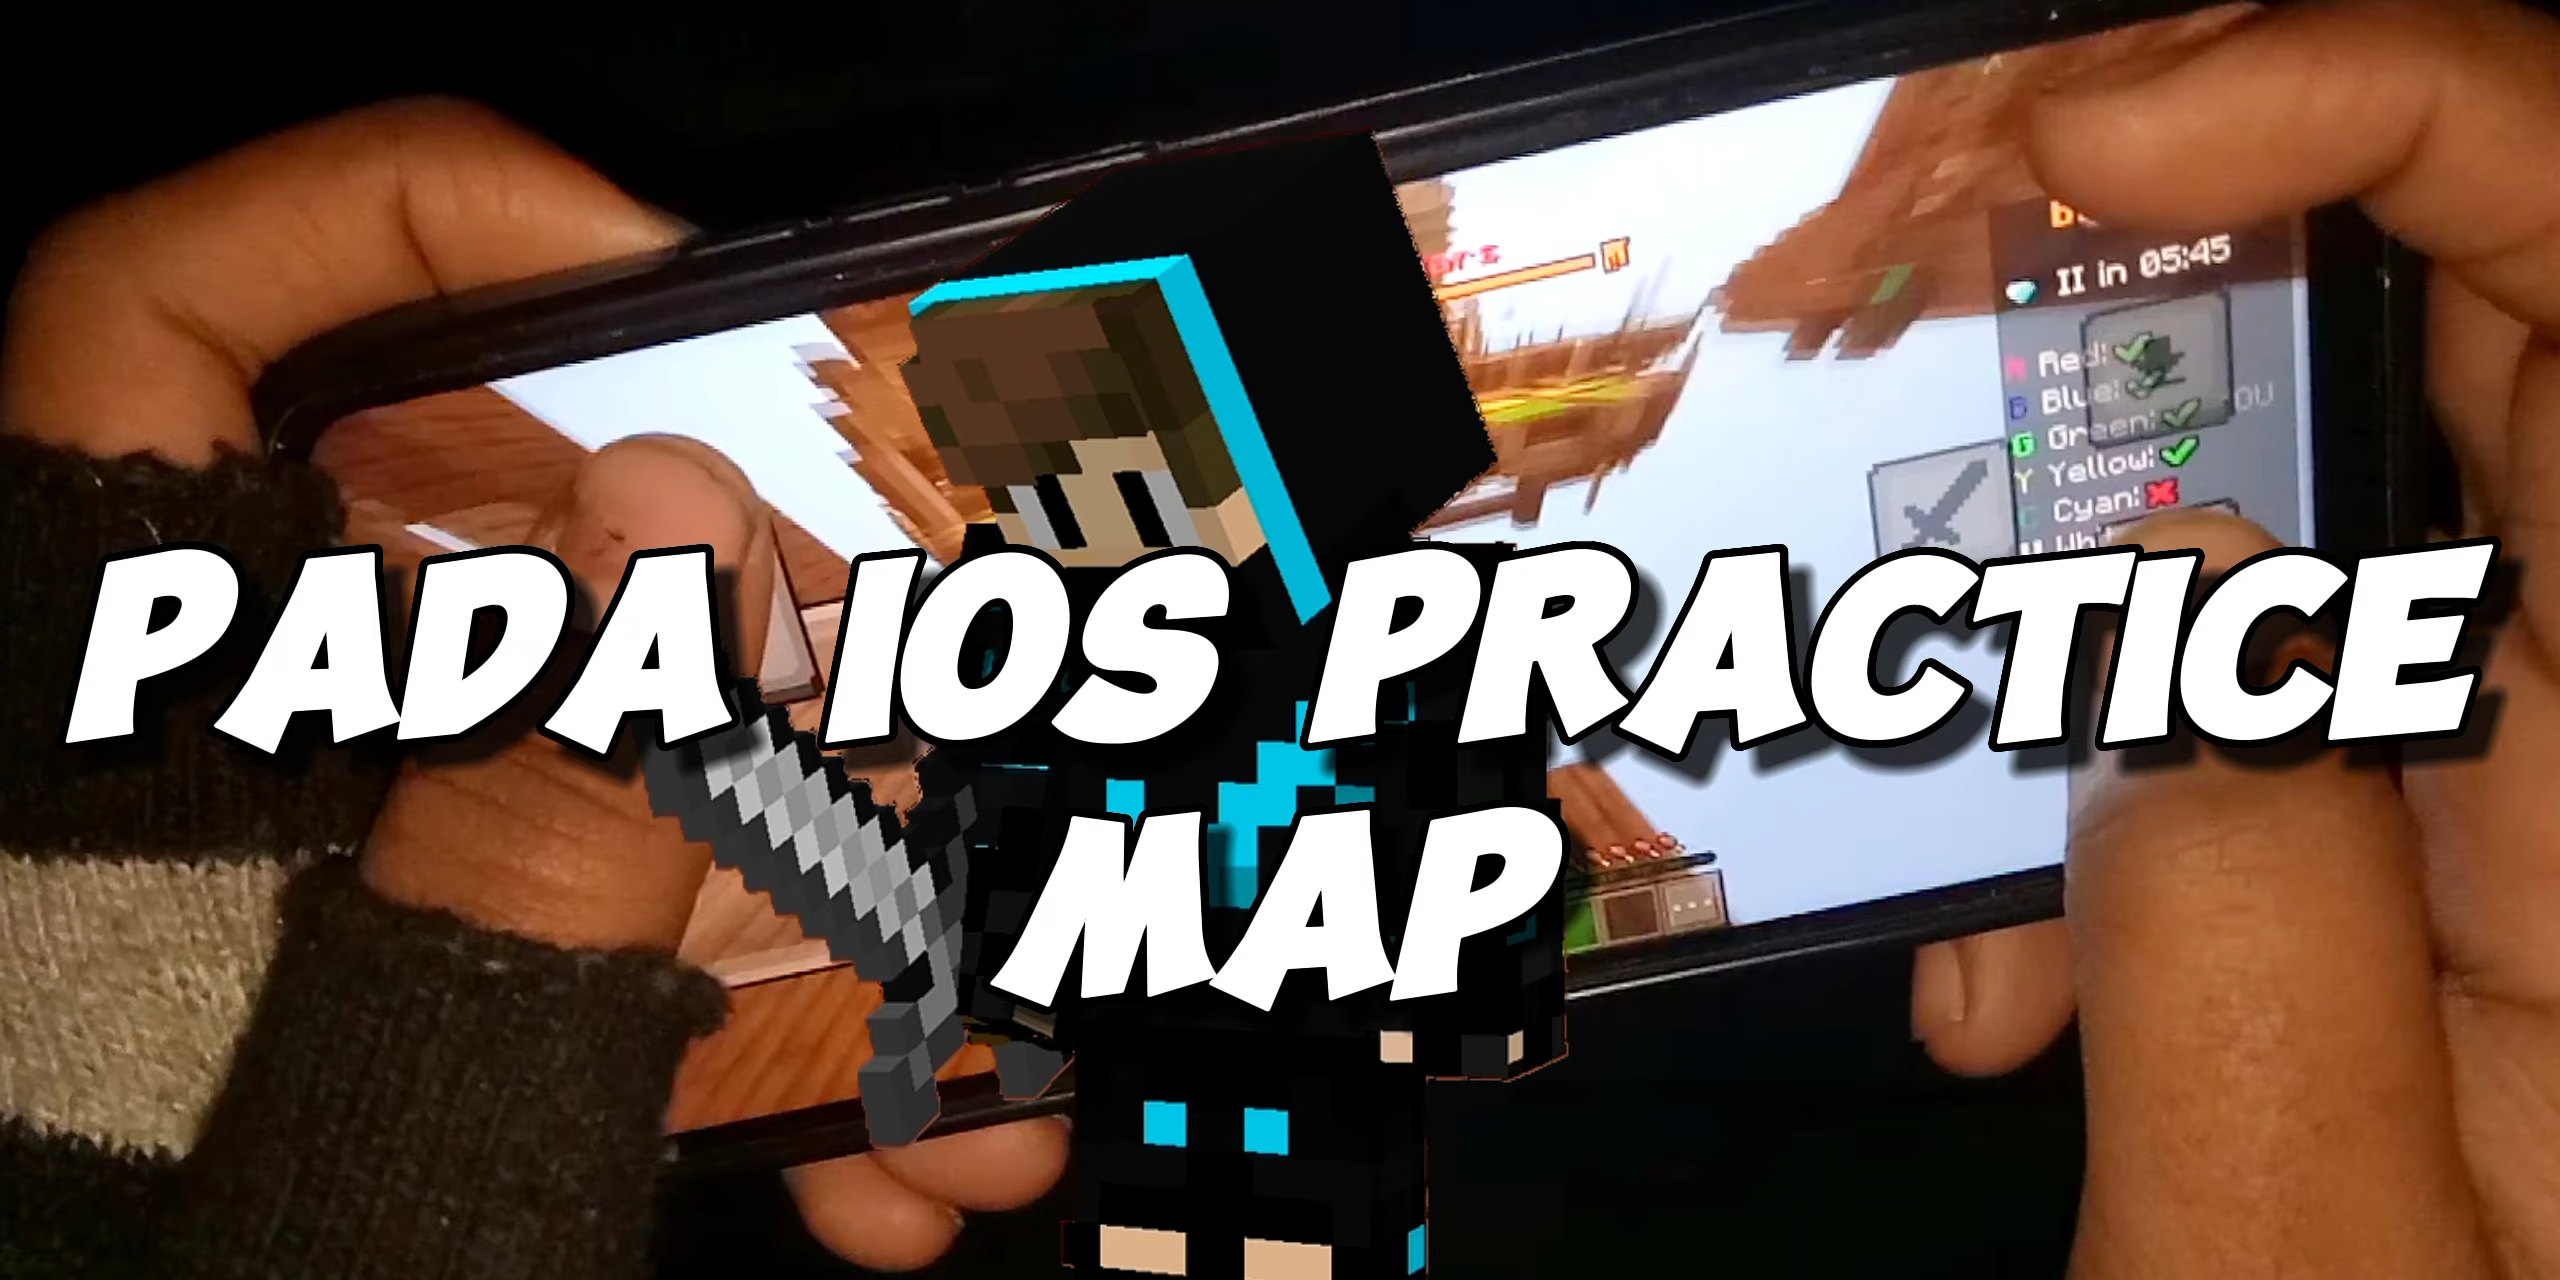 II in 05:45
Red:
B Blue:
G Green:
Y Yellow:
Cyan:
PADA IOS PRACTICE
MAP